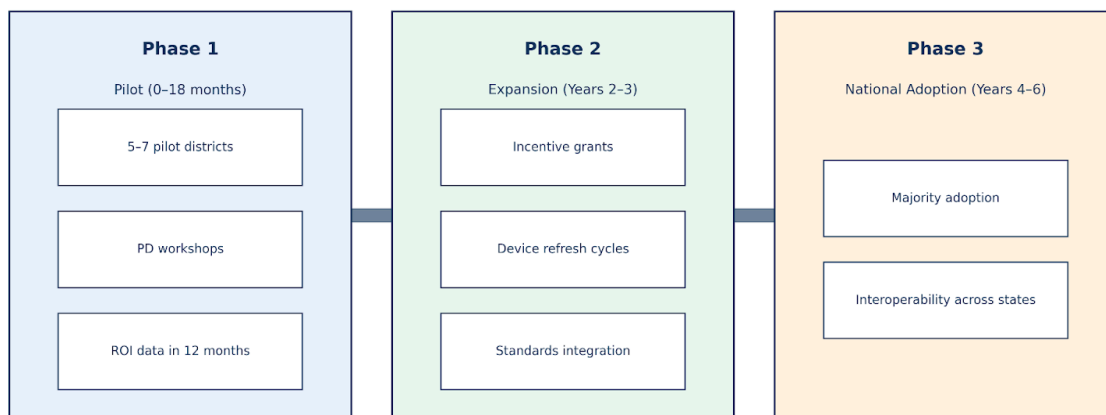 Phase 1
Pilot (0–18 months)
5–7 pilot districts
PD workshops
ROI data in 12 months
Phase 2
Expansion (Years 2–3)
Incentive grants
Device refresh cycles
Standards integration
Phase 3
National Adoption (Years 4–6)
Majority adoption
Interoperability across states